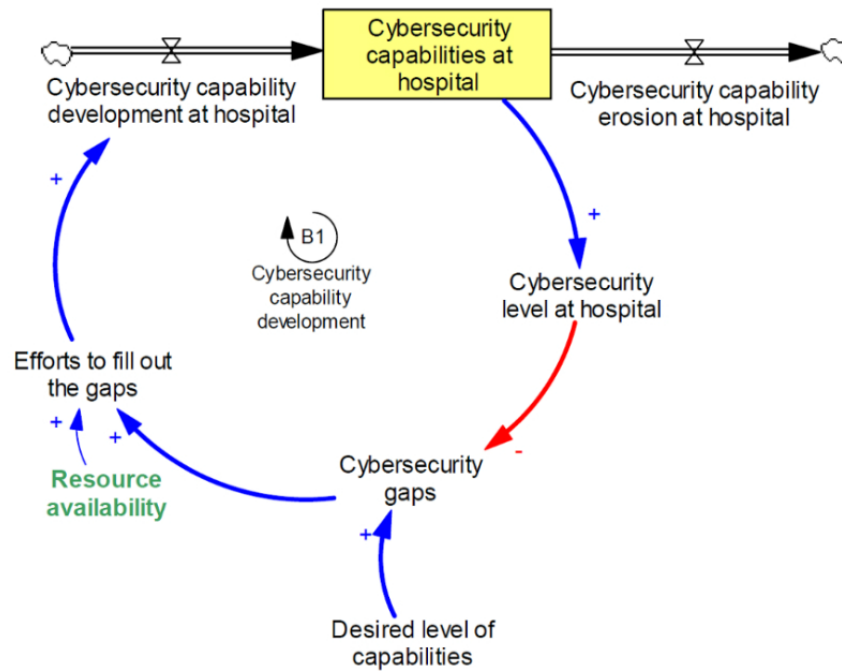 Cybersecurity
capabilities at
hospital
Cybersecurity capability
development at hospital
Cybersecurity capability
erosion at hospital
+
+
B1
Cybersecurity
capability
development
Cybersecurity
level at hospital
Efforts to fill out
the gaps
+
+
-
Resource
availability
Cybersecurity
gaps
+
Desired level of
capabilities